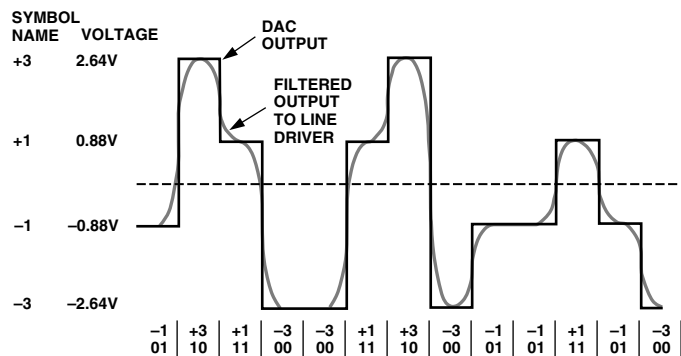 SYMBOL
NAME VOLTAGE
DAC
OUTPUT
+3 2.64V
FILTERED
OUTPUT
TO LINE
DRIVER
+1 0.88V
–1 –0.88V
–3 –2.64V
–1 +3 +1 –3 –3 +1 +3 –3 –1 –1 +1 –1 –3
01 10 11 00 00 11 10 00 01 01 11 01 00